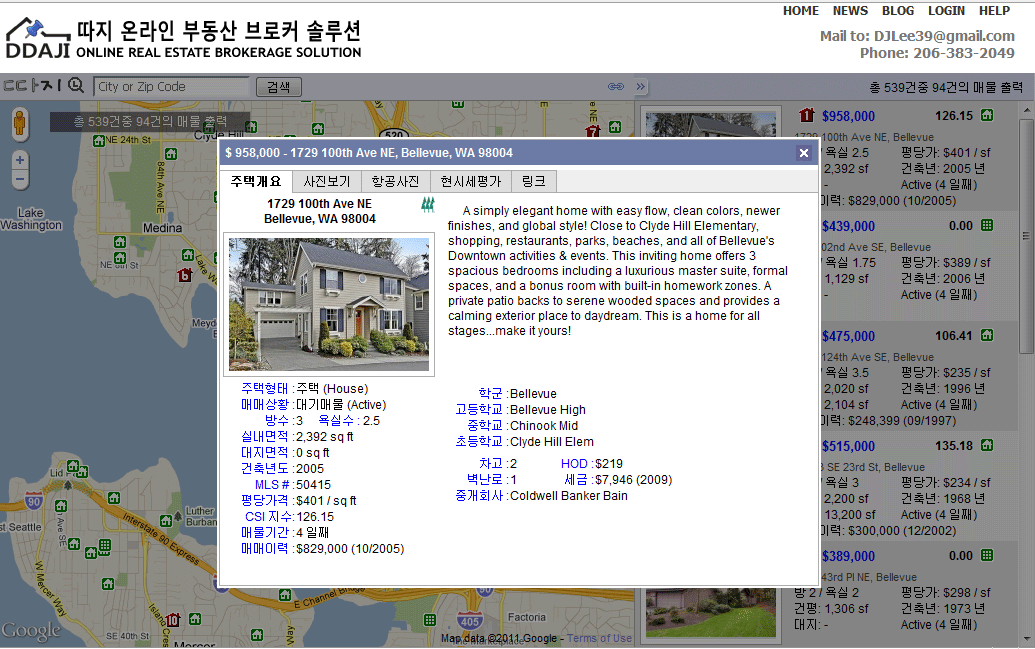 HOME NEWS BLOG LOGIN HELP
따지 온라인 부동산 브로커 솔루션
DDAJI ONLINE REAL ESTATE BROKERAGE SOLUTION
Mail to: DJLee39@gmail.com
Phone: 206-383-2049
City or Zip Code
검색
총 539건중 94건의 매물 출력
총 539건중 94건의 매물 출력
NE 24th St
84th Ave NE
Lake Washington
Medina
NE 8th St
520
$ 958,000 - 1729 100th Ave NE, Bellevue, WA 98004
주택개요 사진보기 항공사진 현시세평가 링크
1729 100th Ave NE
Bellevue, WA 98004
A simply elegant home with easy flow, clean colors, newer
finishes, and global style! Close to Clyde Hill Elementary,
shopping, restaurants, parks, beaches, and all of Bellevue's
Downtown activities & events. This inviting home offers 3
spacious bedrooms including a luxurious master suite, formal
spaces, and a bonus room with built-in homework zones. A
private patio backs to serene wooded spaces and provides a
calming exterior place to daydream. This is a home for all
stages...make it yours!
주택형태 : 주택 (House)
매매상황 : 대기매물 (Active)
방수 : 3 욕실수 : 2.5
실내면적 : 2,392 sq ft
대지면적 : 0 sq ft
건축년도 : 2005
MLS # : 50415
평당가격 : $401 / sq ft
CSI 지수 : 126.15
매물기간 : 4 일째
매매이력 : $829,000 (10/2005)
학군 : Bellevue
고등학교 : Bellevue High
중학교 : Chinook Mid
초등학교 : Clyde Hill Elem
차고 : 2 HOD : $219
벽난로 : 1 세금 : $7,946 (2009)
중개회사 : Coldwell Banker Bain
$958,000 126.15
1729 100th Ave NE, Bellevue
/ 욕실 2.5 평당가: $401 / sf
2,392 sf 건축년: 2005 년
- Active (4 일째)
이력: $829,000 (10/2005)
$439,000 0.00
02nd Ave SE, Bellevue
/ 욕실 1.75 평당가: $389 / sf
1,129 sf 건축년: 2006 년
- Active (4 일째)
$475,000 106.41
124th Ave SE, Bellevue
/ 욕실 3.5 평당가: $235 / sf
2,020 sf 건축년: 1996 년
2,104 sf Active (4 일째)
이력: $248,399 (09/1997)
$515,000 135.18
SE 23rd St, Bellevue
/ 욕실 3 평당가: $234 / sf
2,200 sf 건축년: 1968 년
13,200 sf Active (4 일째)
이력: $300,000 (12/2002)
$389,000 0.00
43rd Pl NE, Bellevue
방 2 / 욕실 2 평당가: $298 / sf
건평: 1,306 sf 건축년: 1973 년
대지: - Active (4 일째)
90
Luther
Burban
Interstate 90 Express
W Mercer Way
E Channel Br
90
405
Factoria
SE 40th St
Google
Map data ©2011 Google - Terms of Use